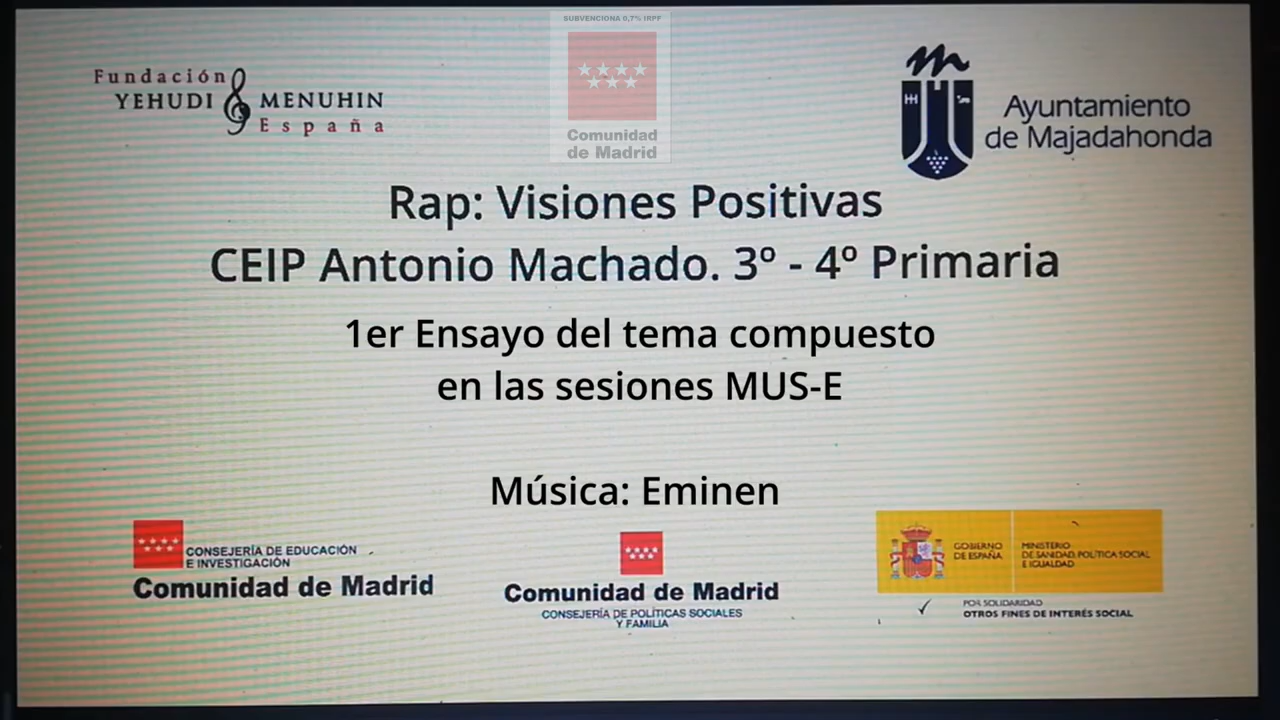 SUBVENCIONA 0,7% IRPF
Comunidad
de Madrid
Fundación
YEHUDI MENUHIN
España
Ayuntamiento
de Majadahonda
Rap: Visiones Positivas
CEIP Antonio Machado. 3º - 4º Primaria
1er Ensayo del tema compuesto
en las sesiones MUS-E
Música: Eminen
CONSEJERÍA DE EDUCACIÓN
E INVESTIGACIÓN
Comunidad de Madrid
Comunidad de Madrid
CONSEJERÍA DE POLÍTICAS SOCIALES
Y FAMILIA
GOBIERNO
DE ESPAÑA
MINISTERIO
DE SANIDAD, POLÍTICA SOCIAL
E IGUALDAD
POR SOLIDARIDAD
OTROS FINES DE INTERÉS SOCIAL